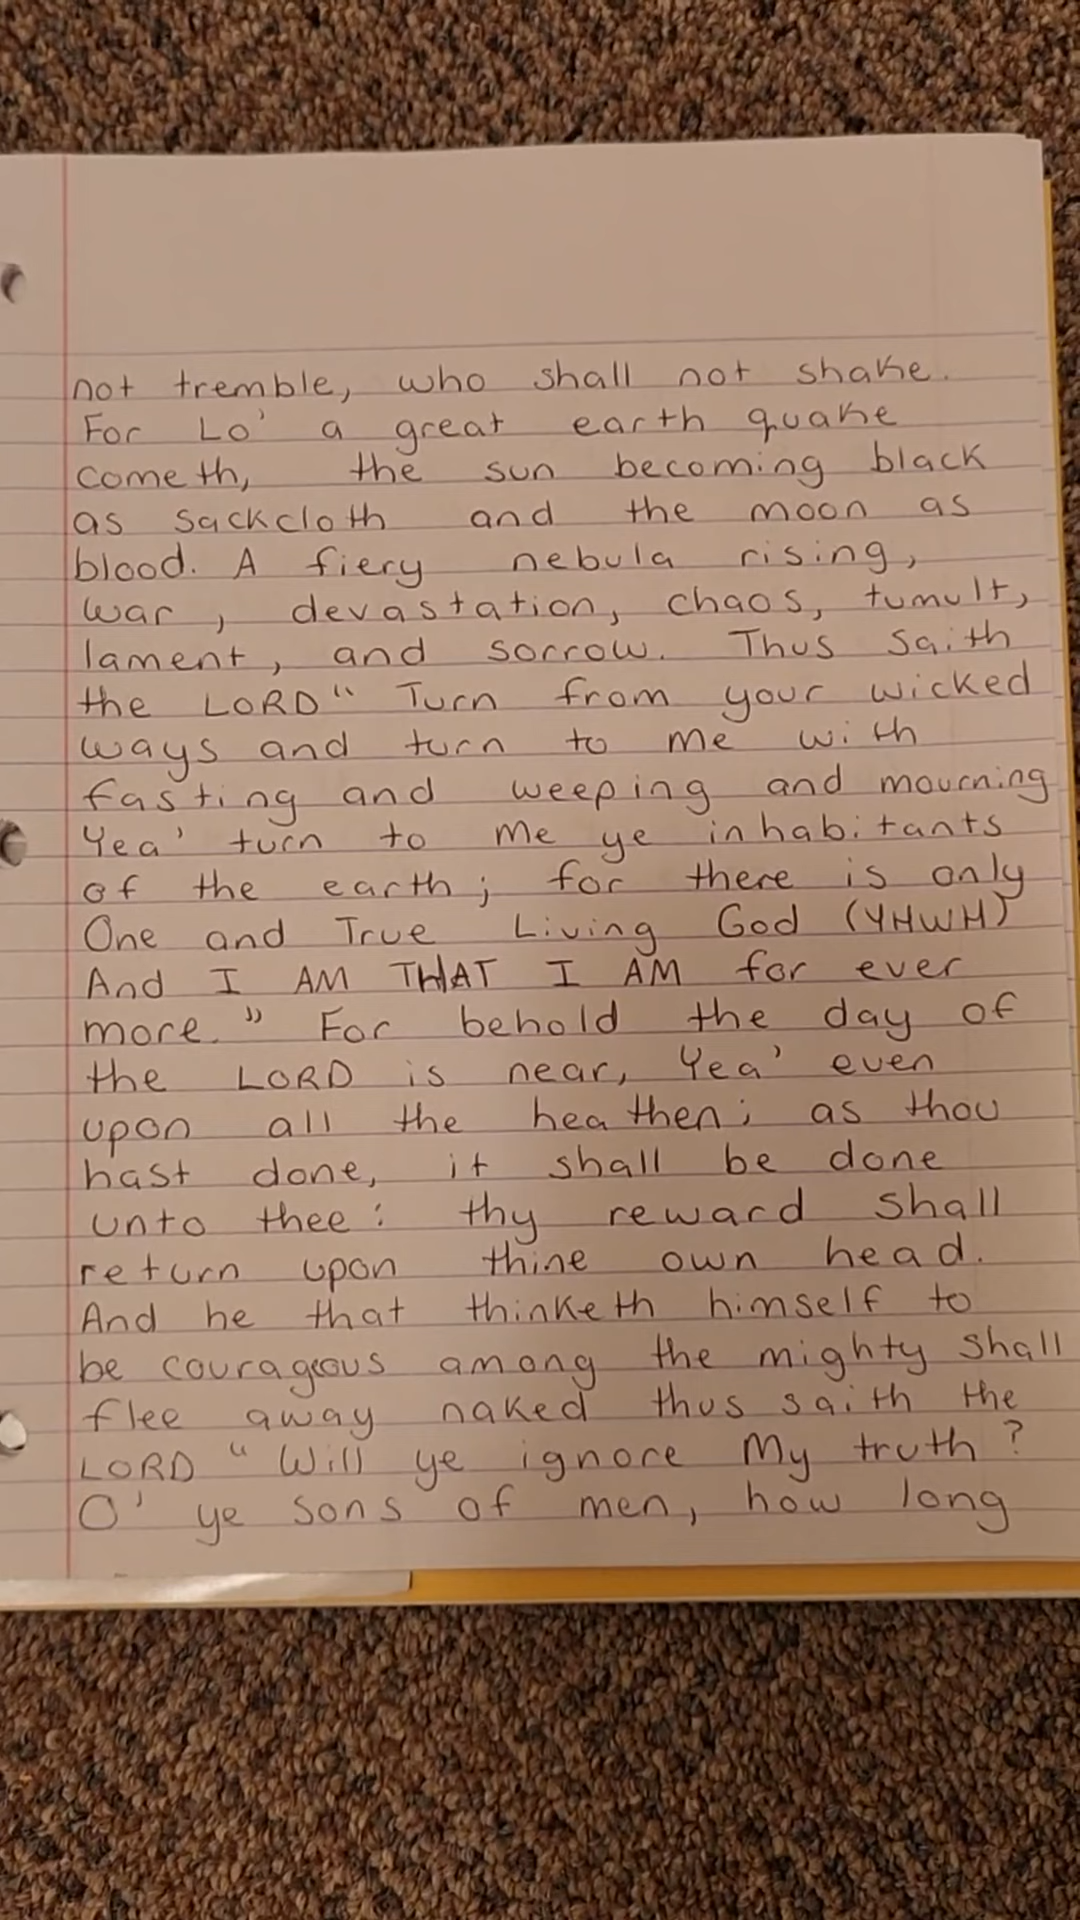 not tremble, who shall not shake.
For Lo' a great earth quake
cometh, the sun becoming black
as sackcloth and the moon as
blood. A fiery nebula rising,
war, devastation, chaos, tumult,
lament, and sorrow. Thus saith
the LORD " Turn from your wicked
ways and turn to me with
fasting and weeping and mourning
Yea' turn to me ye inhabitants
of the earth; for there is only
One and True Living God (YHWH)
And I AM THAT I AM for ever
more. " For behold the day of
the LORD is near, Yea' even
upon all the heathen; as thou
hast done, it shall be done
unto thee: thy reward shall
return upon thine own head.
And he that thinketh himself to
be courageous among the mighty shall
flee away naked thus saith the
LORD " Will ye ignore My truth?
O' ye sons of men, how long